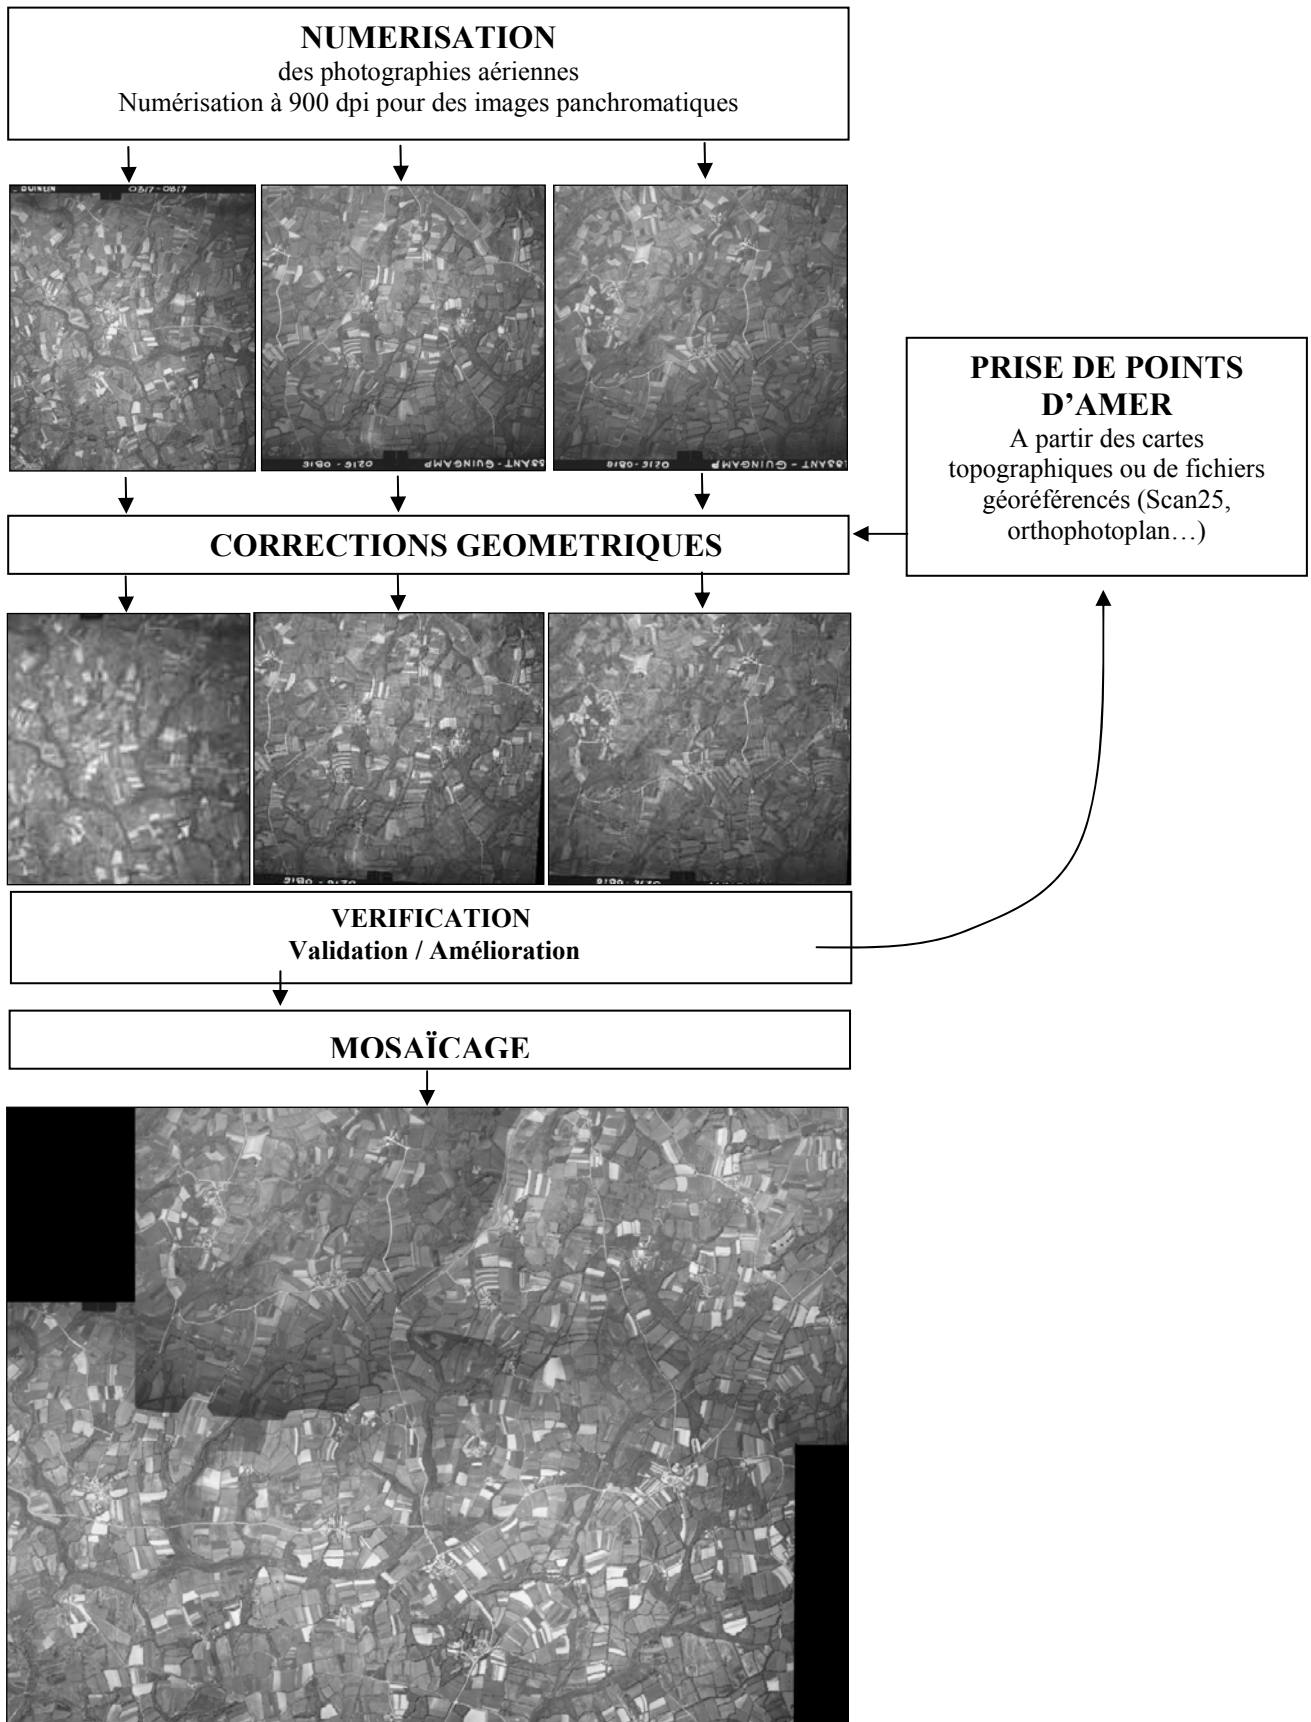 NUMERISATION
des photographies aériennes
Numérisation à 900 dpi pour des images panchromatiques
PRISE DE POINTS
D’AMER
A partir des cartes
topographiques ou de fichiers
géoréférencés (Scan25,
orthophotoplan…)
CORRECTIONS GEOMETRIQUES
VERIFICATION
Validation / Amélioration
MOSAÏCAGE